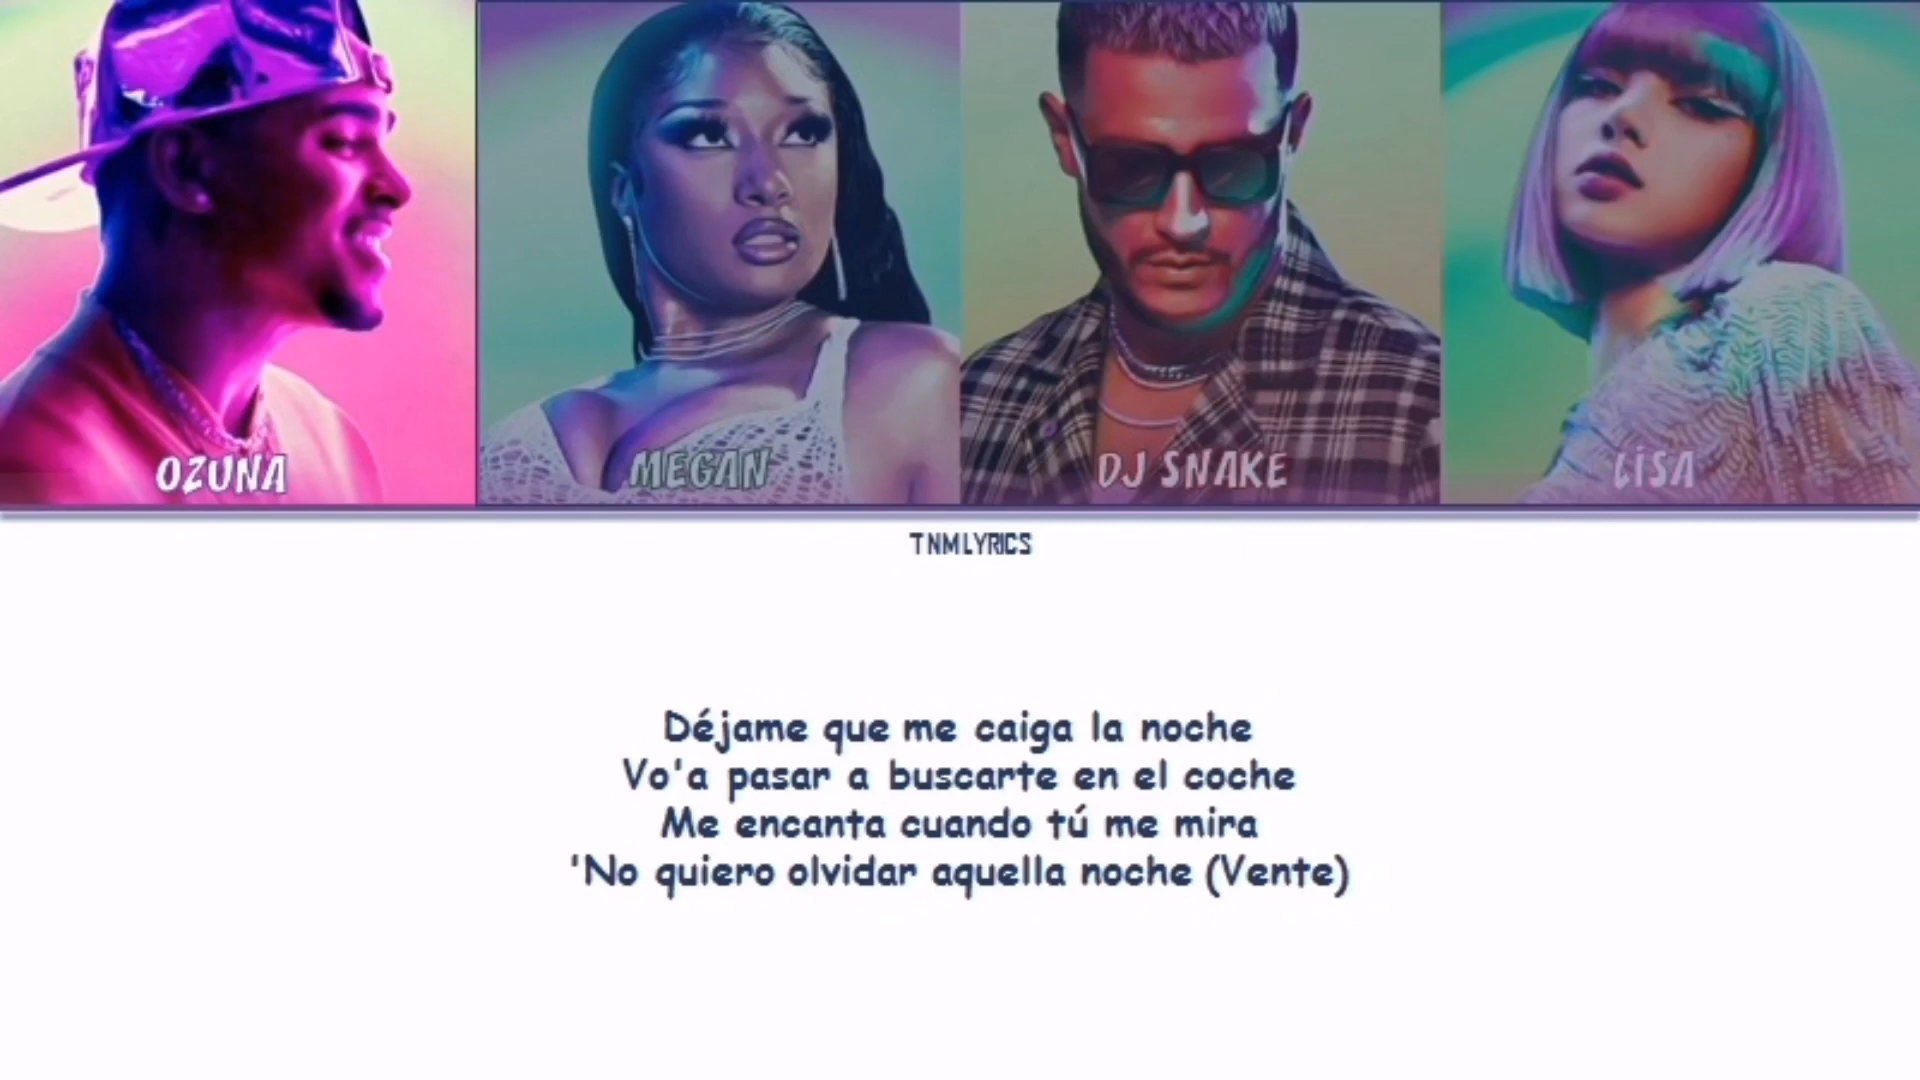 OZUNA
MEGAN
DJ SNAKE
LISA
TNMLYRICS
Déjame que me caiga la noche
Vo'a pasar a buscarte en el coche
Me encanta cuando tú me mira
'No quiero olvidar aquella noche (Vente)